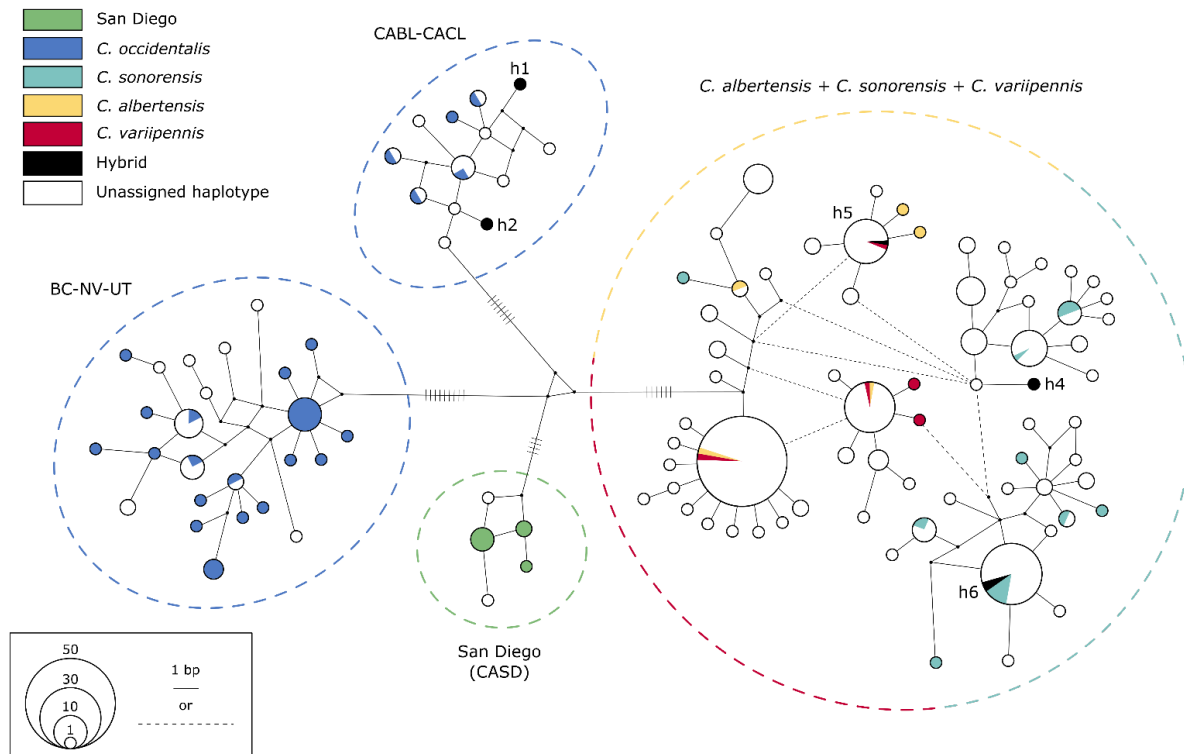 San Diego
C. occidentalis
C. sonorensis
C. albertensis
C. variipennis
Hybrid
Unassigned haplotype
CABL-CACL
h1
h2
C. albertensis + C. sonorensis + C. variipennis
h5
h4
h6
BC-NV-UT
San Diego
(CASD)
50
30
10
1
1 bp
or